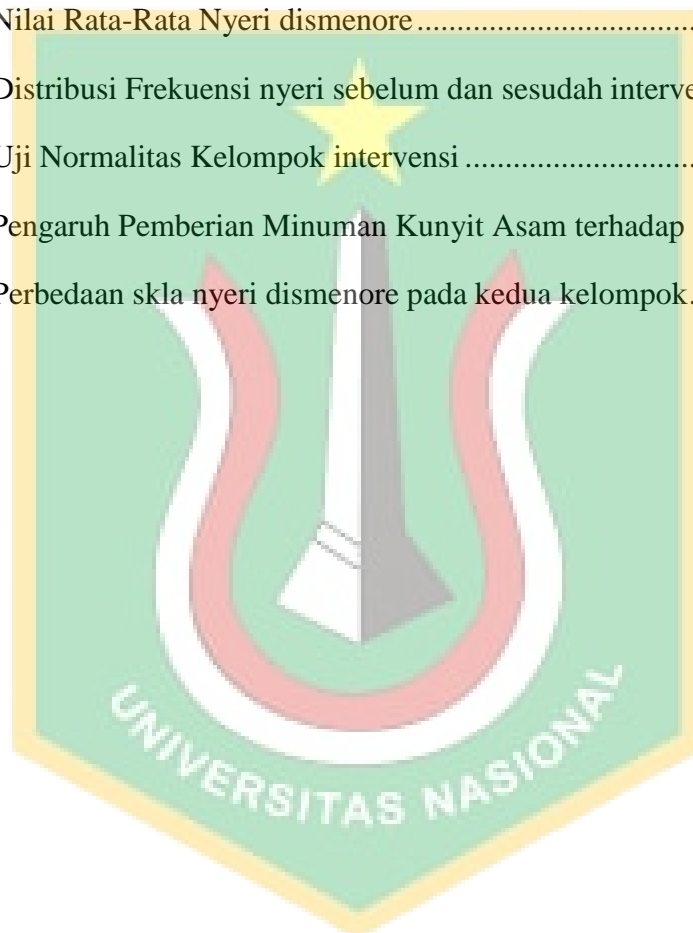 Nilai Rata-Rata Nyeri dismenore....................................
Distribusi Frekuensi nyeri sebelum dan sesudah
Uji Normalitas Kelompok intervensi..............................
Pengaruh Pemberian Minuman Kunyit Asam terhadap
Perbedaan skla nyeri dismenore pada kedua kelompok.
UNIVERSITAS NASIONAL